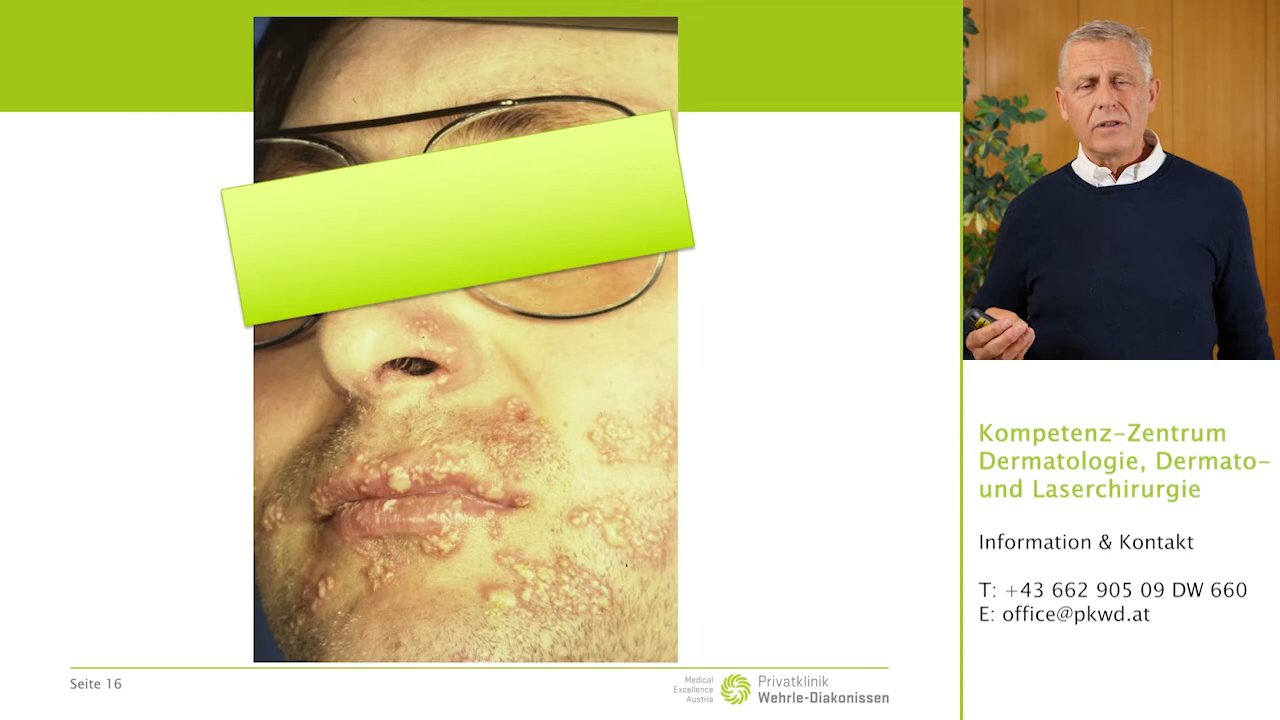 Kompetenz-Zentrum
Dermatologie, Dermato-
und Laserchirurgie
Information & Kontakt
T: +43 662 905 09 DW 660
E: office@pkwd.at
Seite 16
Medical
Excellence
Austria
Privatklinik
Wehrle-Diakonissen